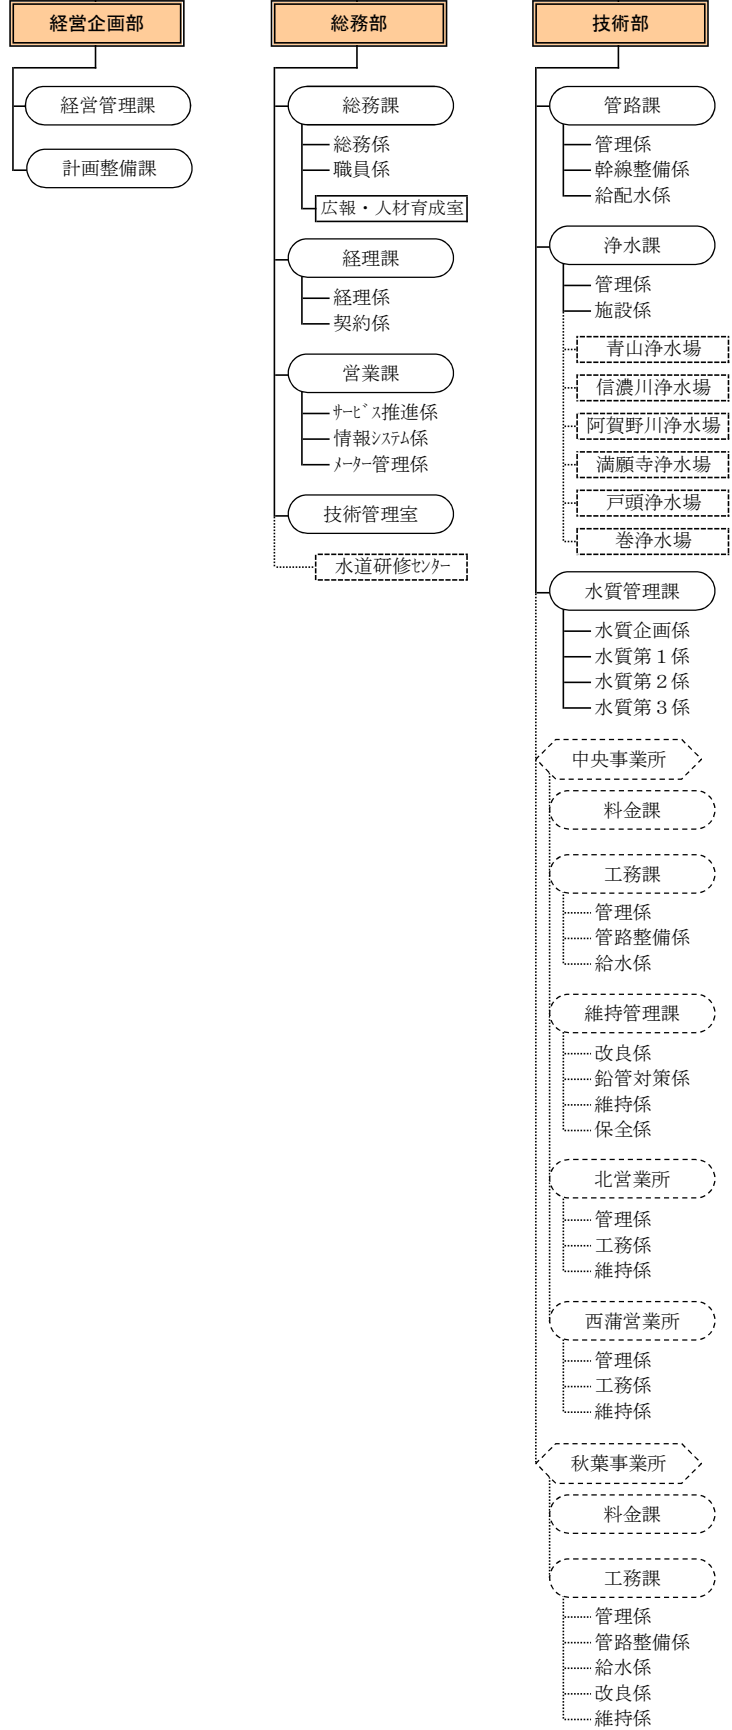 経営企画部
経営管理課
計画整備課
総務部
総務課
総務係
職員係
広報・人材育成室
経理課
経理係
契約係
営業課
ｻｰﾋﾞｽ推進係
情報ｼｽﾃﾑ係
ﾒｰﾀｰ管理係
技術管理室
水道研修ｾﾝﾀｰ
技術部
管路課
管理係
幹線整備係
給配水係
浄水課
管理係
施設係
青山浄水場
信濃川浄水場
阿賀野川浄水場
満願寺浄水場
戸頭浄水場
巻浄水場
水質管理課
水質企画係
水質第１係
水質第２係
水質第３係
中央事業所
料金課
工務課
管理係
管路整備係
給水係
維持管理課
改良係
鉛管対策係
維持係
保全係
北営業所
管理係
工務係
維持係
西蒲営業所
管理係
工務係
維持係
秋葉事業所
料金課
工務課
管理係
管路整備係
給水係
改良係
維持係